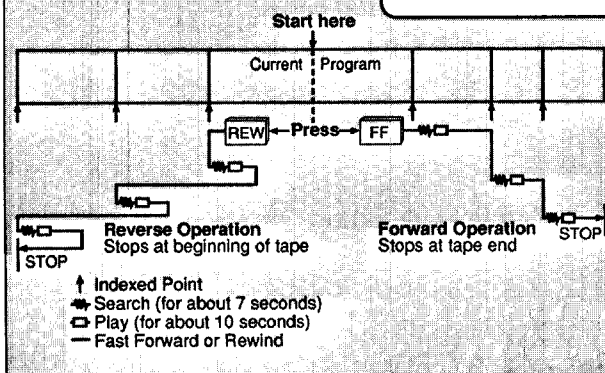 Start here
Current Program
REW Press FF
Reverse Operation
Stops at beginning of tape
Forward Operation
Stops at tape end
STOP
STOP
Indexed Point
Search (for about 7 seconds)
Play (for about 10 seconds)
Fast Forward or Rewind